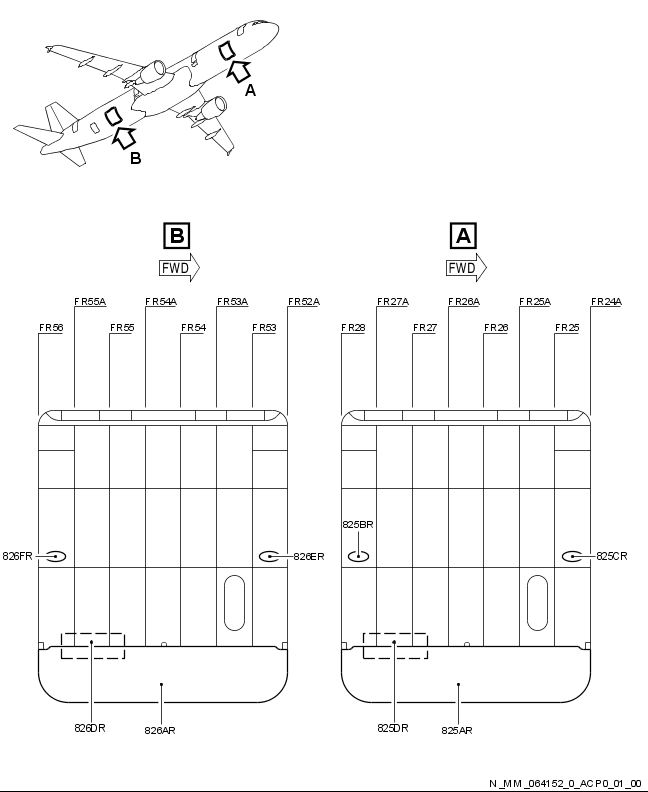 A
B
B A
FWD FWD
FR55A FR54A FR53A FR52A FR27A FR26A FR25A FR24A
FR56 FR55 FR54 FR53 FR28 FR27 FR26 FR25
825BR
826FR 826ER 825CR
826DR 826AR 825DR 825AR
N_MM_064152_0_ACP0_01_00